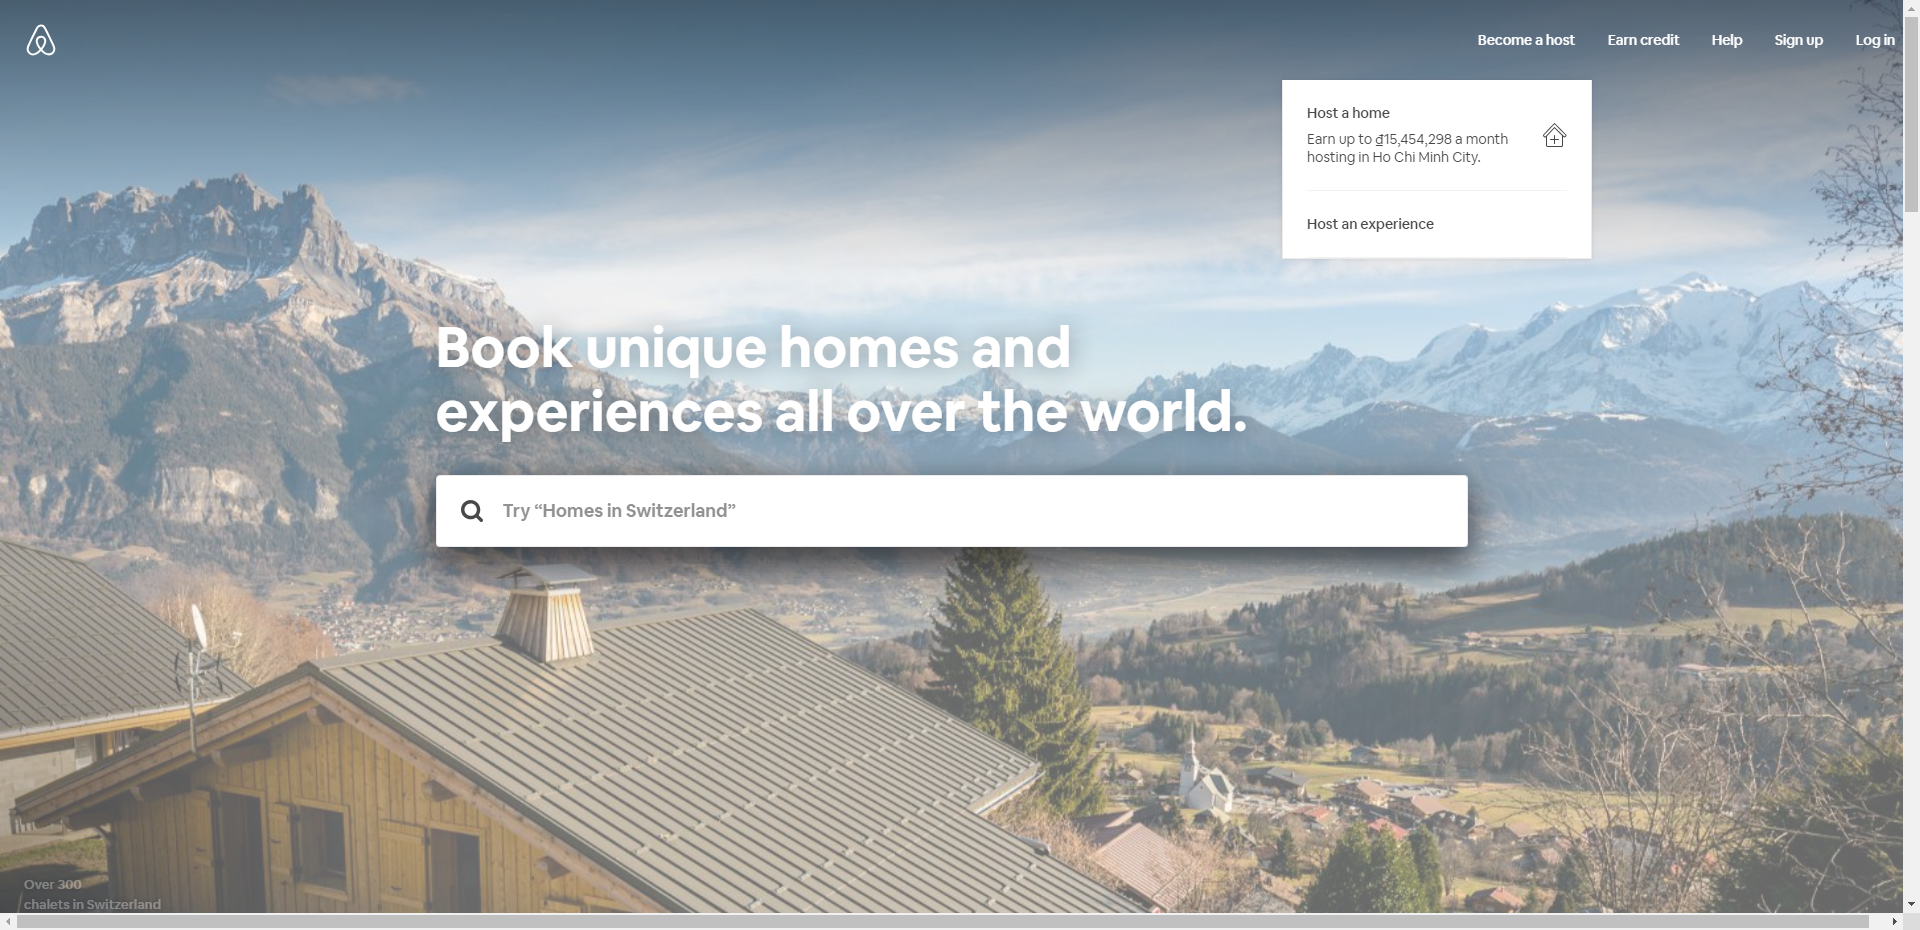 Become a host
Earn credit
Help
Sign up
Log in
Host a home
Earn up to ₫15,454,298 a month
hosting in Ho Chi Minh City.
Host an experience
Book unique homes and
experiences all over the world.
Try “Homes in Switzerland”
Over 300
chalets in Switzerland